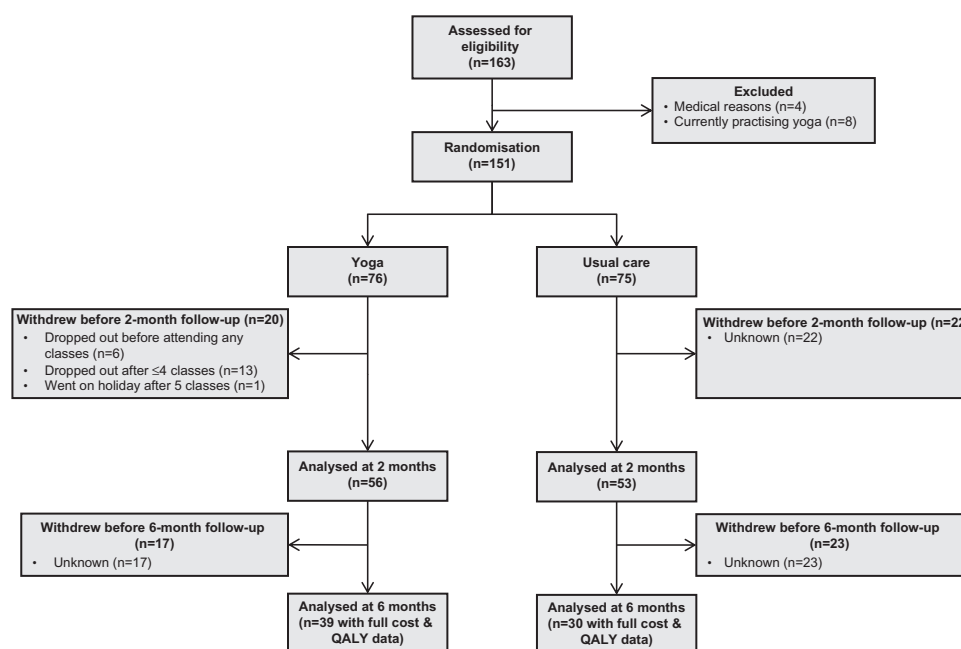 Assessed for
eligibility
(n=163)
Excluded
• Medical reasons (n=4)
• Currently practising yoga (n=8)
Randomisation
(n=151)
Yoga
(n=76)
Usual care
(n=75)
Withdrew before 2-month follow-up (n=20)
• Dropped out before attending any
classes (n=6)
• Dropped out after ≤4 classes (n=13)
• Went on holiday after 5 classes (n=1)
Withdrew before 2-month follow-up (n=22
• Unknown (n=22)
Analysed at 2 months
(n=56)
Analysed at 2 months
(n=53)
Withdrew before 6-month follow-up
(n=17)
• Unknown (n=17)
Withdrew before 6-month follow-up
(n=23)
• Unknown (n=23)
Analysed at 6 months
(n=39 with full cost &
QALY data)
Analysed at 6 months
(n=30 with full cost &
QALY data)